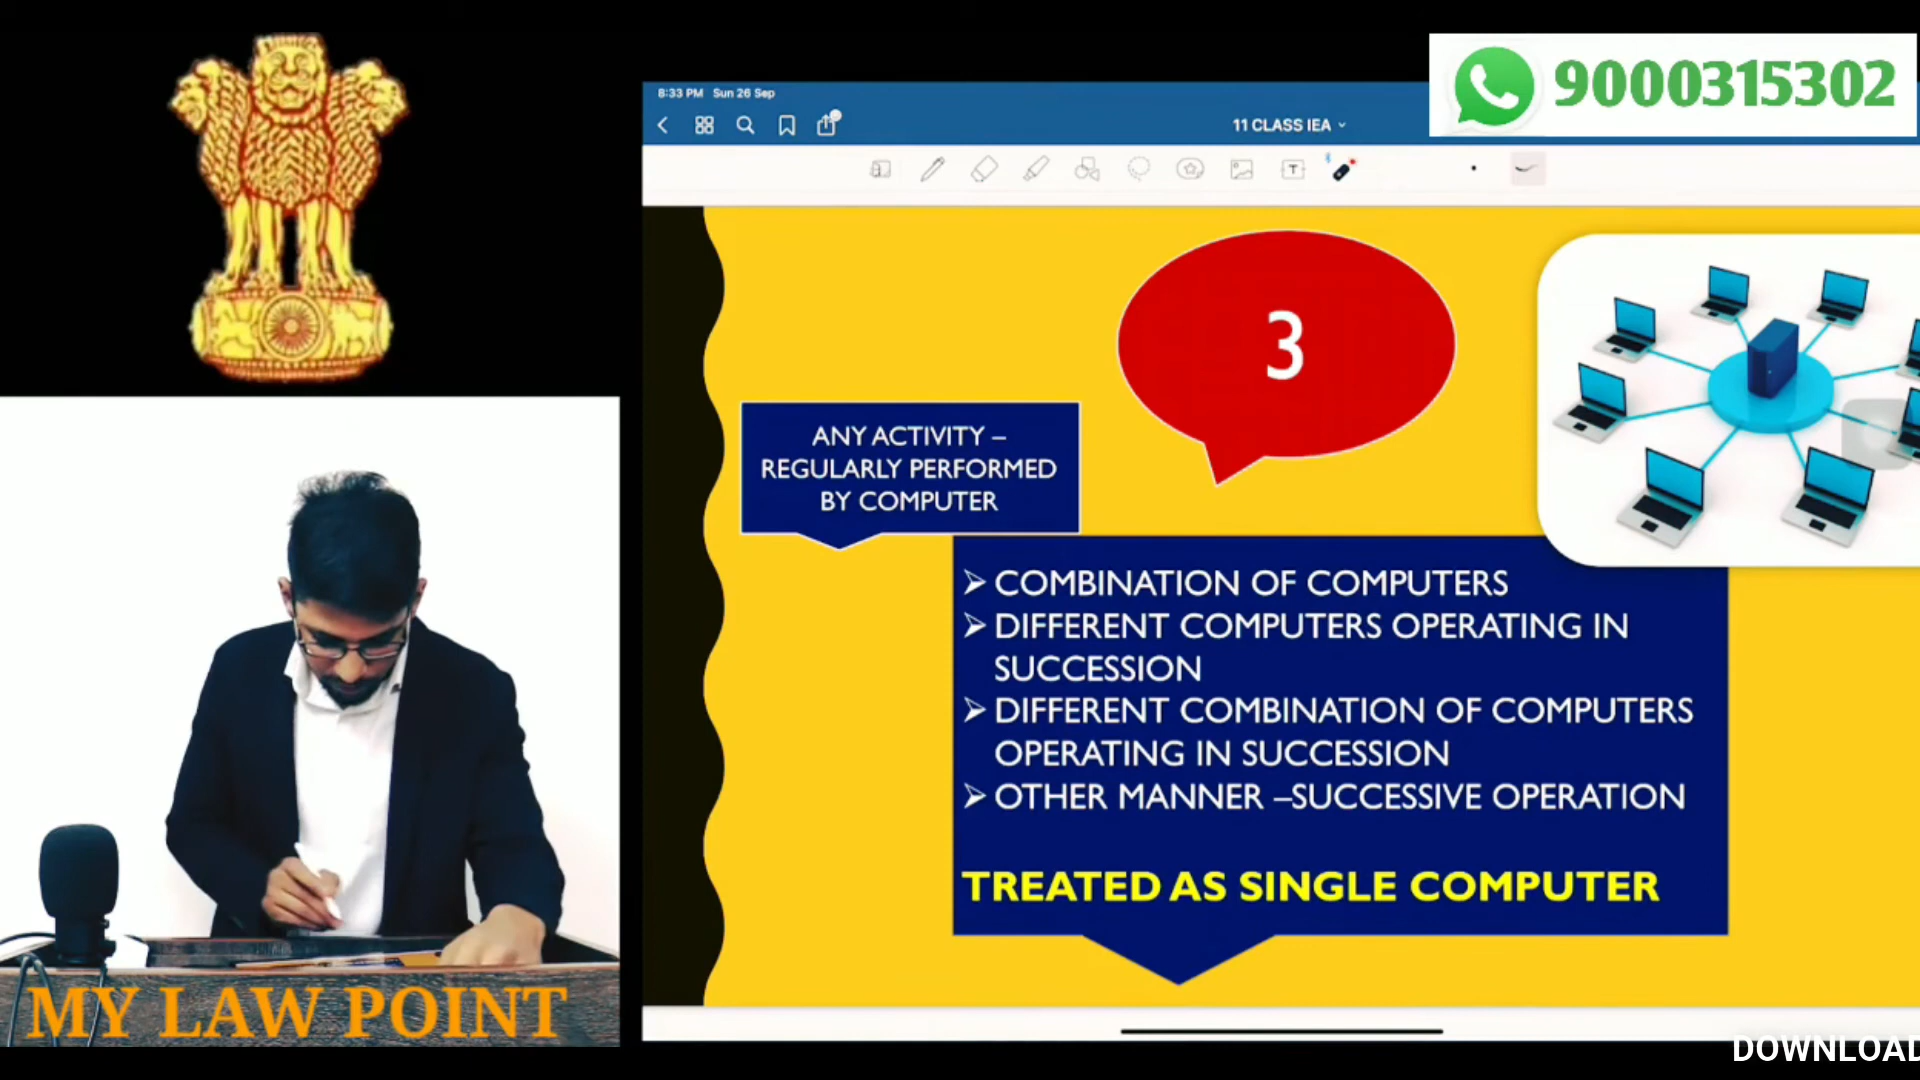 9000315302
8:33 PM Sun 26 Sep
11 CLASS IEA
T
3
ANY ACTIVITY –
REGULARLY PERFORMED
BY COMPUTER
➢ COMBINATION OF COMPUTERS
➢ DIFFERENT COMPUTERS OPERATING IN
SUCCESSION
➢ DIFFERENT COMBINATION OF COMPUTERS
OPERATING IN SUCCESSION
➢ OTHER MANNER –SUCCESSIVE OPERATION
TREATED AS SINGLE COMPUTER
MY LAW POINT
DOWNLOAD